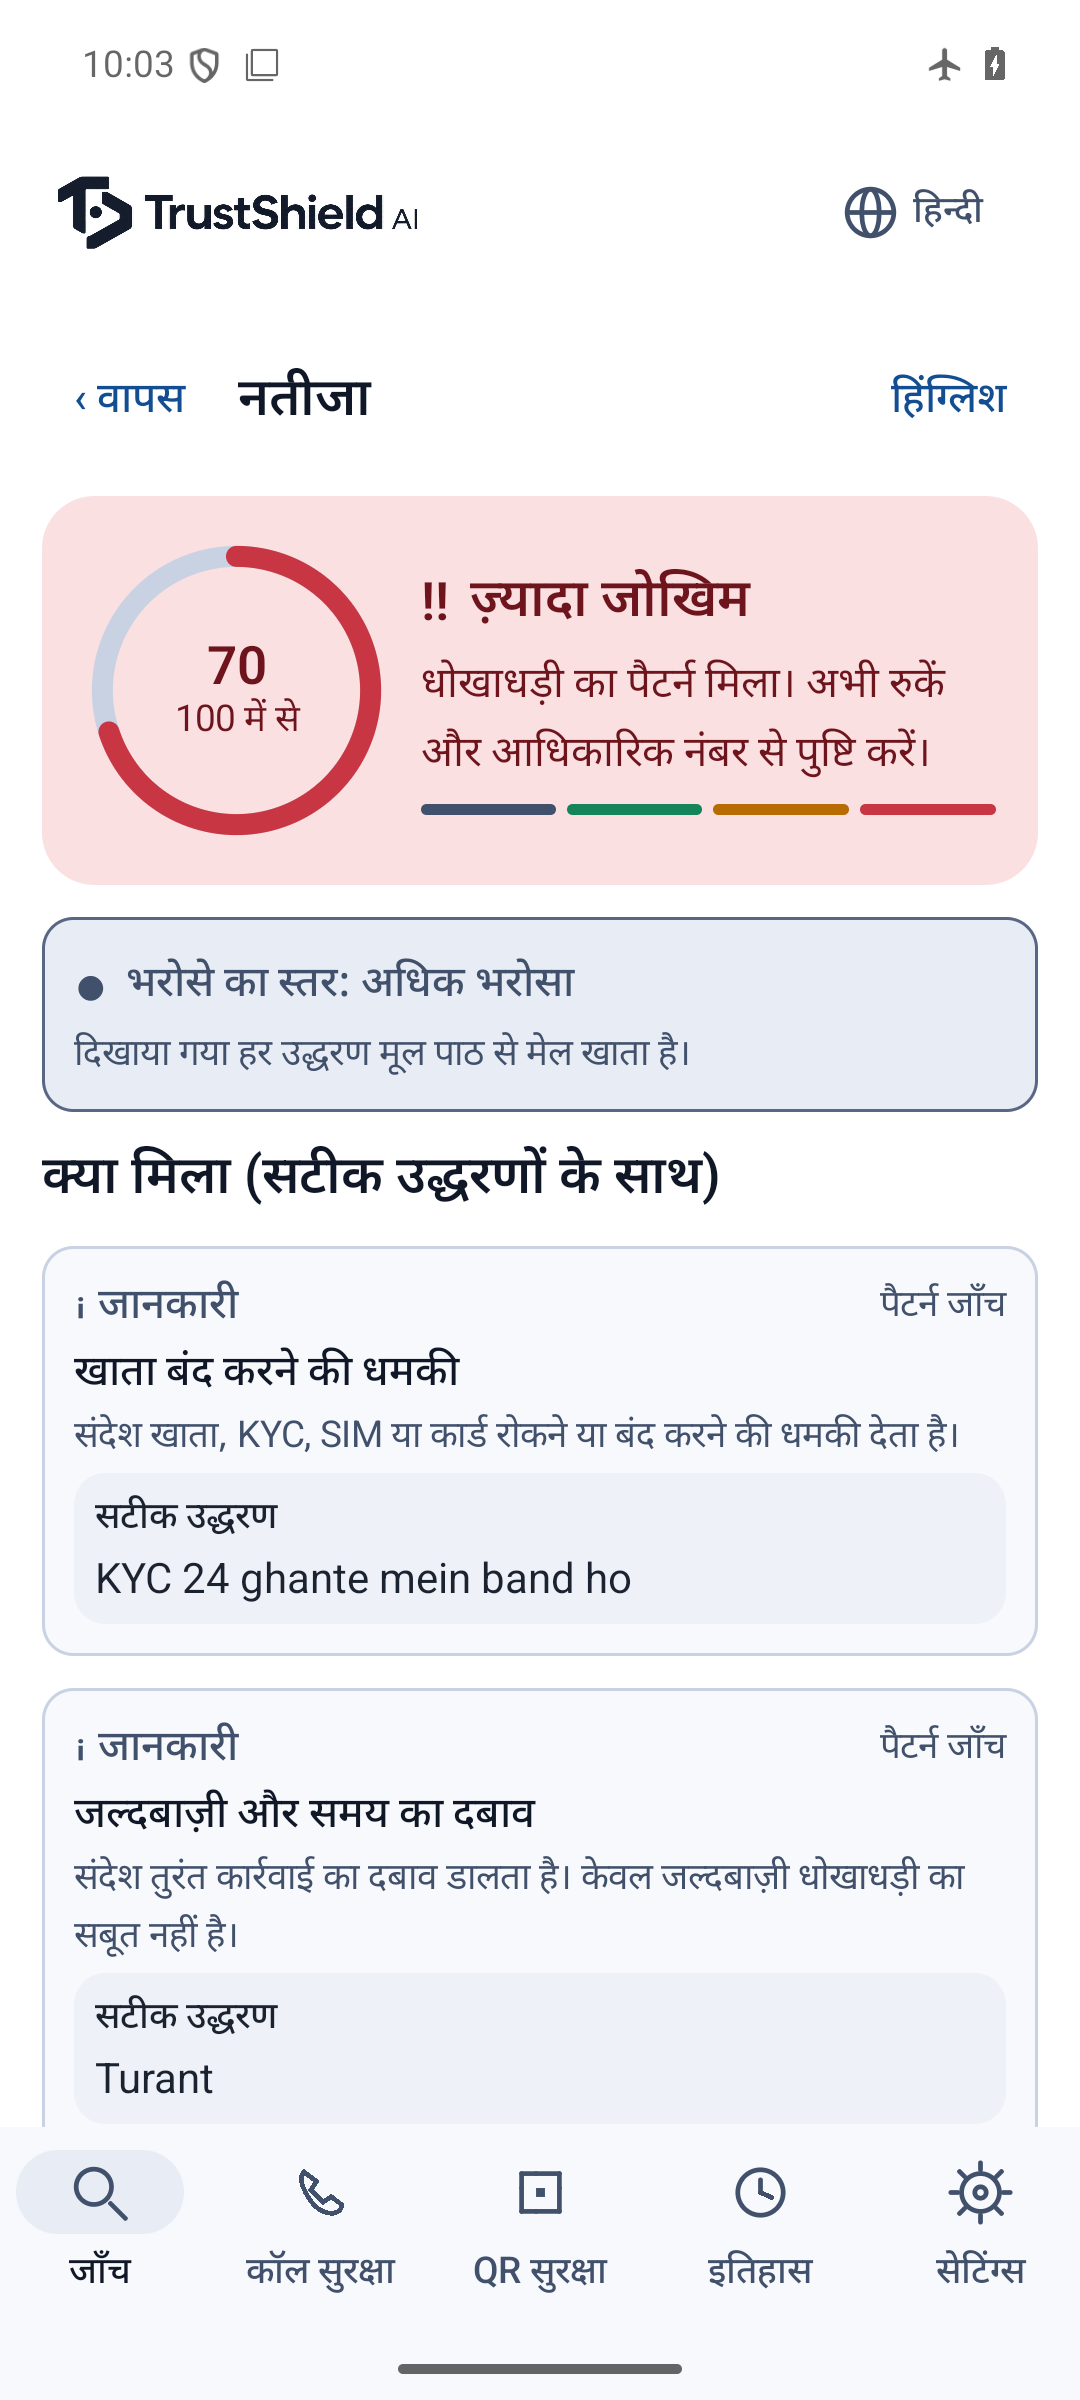 10:03
TrustShield AI
हिन्दी
‹ वापस
नतीजा
हिंग्लिश
70
100 में से
!! ज़्यादा जोखिम
धोखाधड़ी का पैटर्न मिला। अभी रुकें
और आधिकारिक नंबर से पुष्टि करें।
● भरोसे का स्तर: अधिक भरोसा
दिखाया गया हर उद्धरण मूल पाठ से मेल खाता है।
क्या मिला (सटीक उद्धरणों के साथ)
i जानकारी
पैटर्न जाँच
खाता बंद करने की धमकी
संदेश खाता, KYC, SIM या कार्ड रोकने या बंद करने की धमकी देता है।
सटीक उद्धरण
KYC 24 ghante mein band ho
i जानकारी
पैटर्न जाँच
जल्दबाज़ी और समय का दबाव
संदेश तुरंत कार्रवाई का दबाव डालता है। केवल जल्दबाज़ी धोखाधड़ी का
सबूत नहीं है।
सटीक उद्धरण
Turant
जाँच
कॉल सुरक्षा
QR सुरक्षा
इतिहास
सेटिंग्स